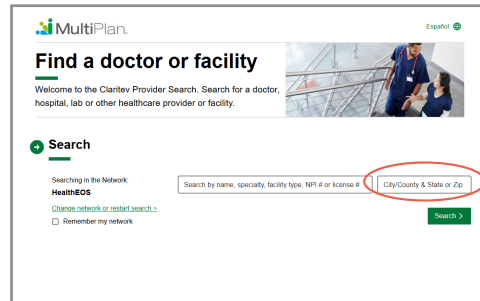 MultiPlan.
Español
Find a doctor or facility
Welcome to the Claritev Provider Search. Search for a doctor,
hospital, lab or other healthcare provider or facility.
Search
Searching in the Network:
HealthEOS
Search by name, specialty, facility type, NPI # or license #
City/County & State or Zip
Change network or restart search >
Remember my network
Search >